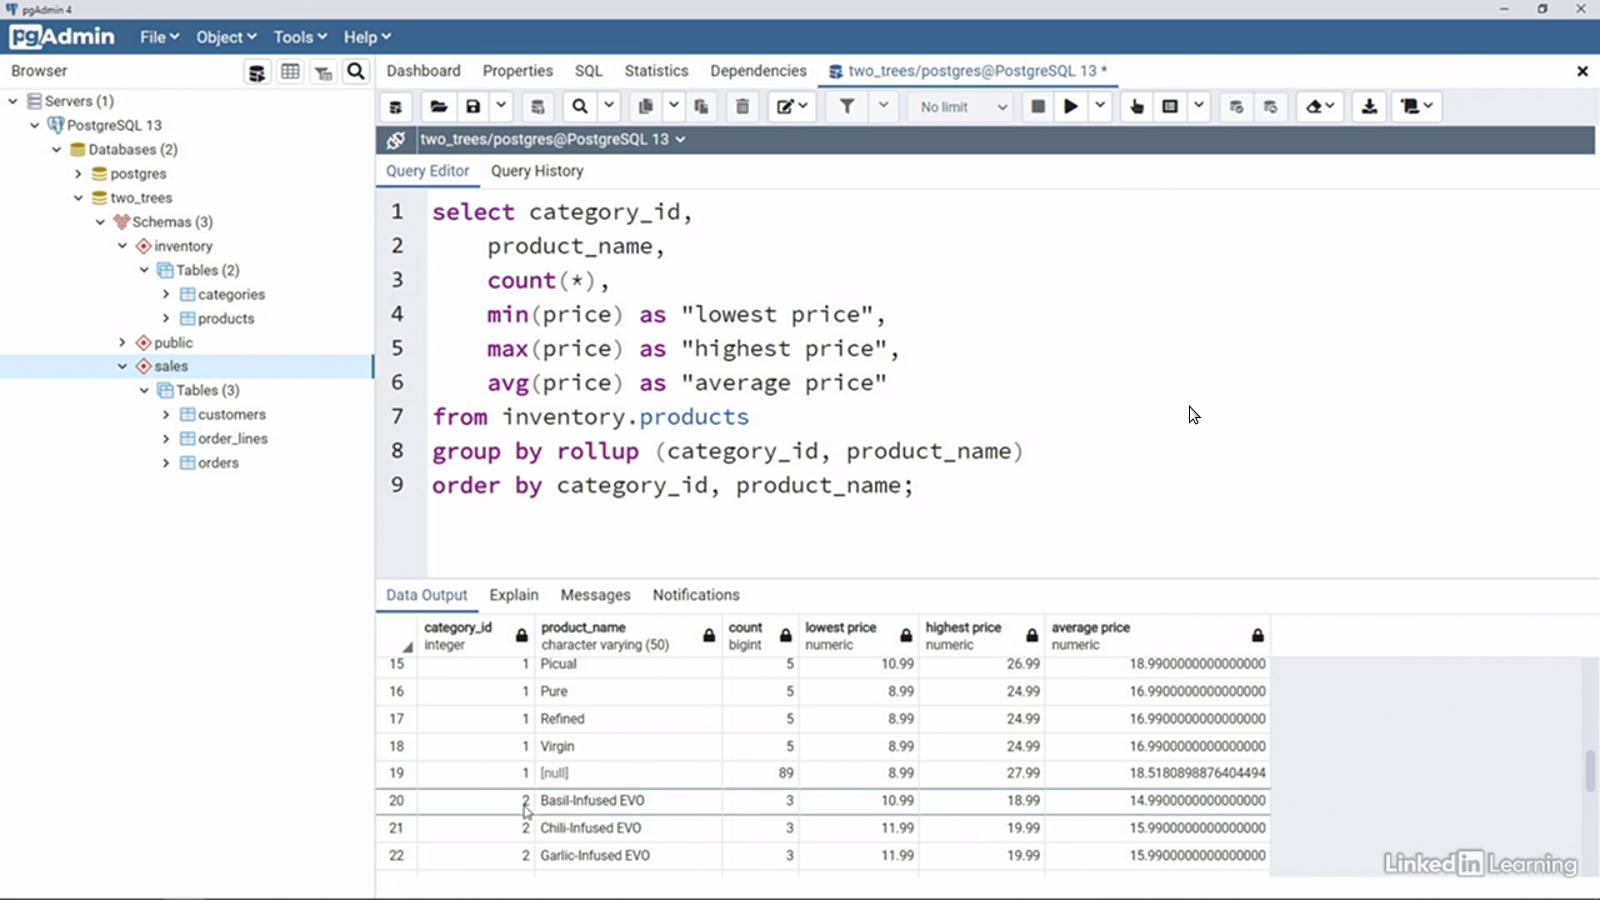 pgAdmin 4
pgAdmin File Object Tools Help
Browser
Dashboard Properties SQL Statistics Dependencies two_trees/postgres@PostgreSQL 13 *
No limit
Servers (1)
PostgreSQL 13
Databases (2)
postgres
two_trees
Schemas (3)
inventory
Tables (2)
categories
products
public
sales
Tables (3)
customers
order_lines
orders
two_trees/postgres@PostgreSQL 13
Query Editor Query History
1 select category_id,
2 product_name,
3 count(*),
4 min(price) as "lowest price",
5 max(price) as "highest price",
6 avg(price) as "average price"
7 from inventory.products
8 group by rollup (category_id, product_name)
9 order by category_id, product_name;
Data Output Explain Messages Notifications
category_id product_name count lowest price highest price average price
integer character varying (50) bigint numeric numeric numeric
15 1 Picual 5 10.99 26.99 18.9900000000000000
16 1 Pure 5 8.99 24.99 16.9900000000000000
17 1 Refined 5 8.99 24.99 16.9900000000000000
18 1 Virgin 5 8.99 24.99 16.9900000000000000
19 1 [null] 89 8.99 27.99 18.5180898876404494
20 2 Basil-Infused EVO 3 10.99 18.99 14.9900000000000000
21 2 Chili-Infused EVO 3 11.99 19.99 15.9900000000000000
22 2 Garlic-Infused EVO 3 11.99 19.99 15.9900000000000000
LinkedIn Learning